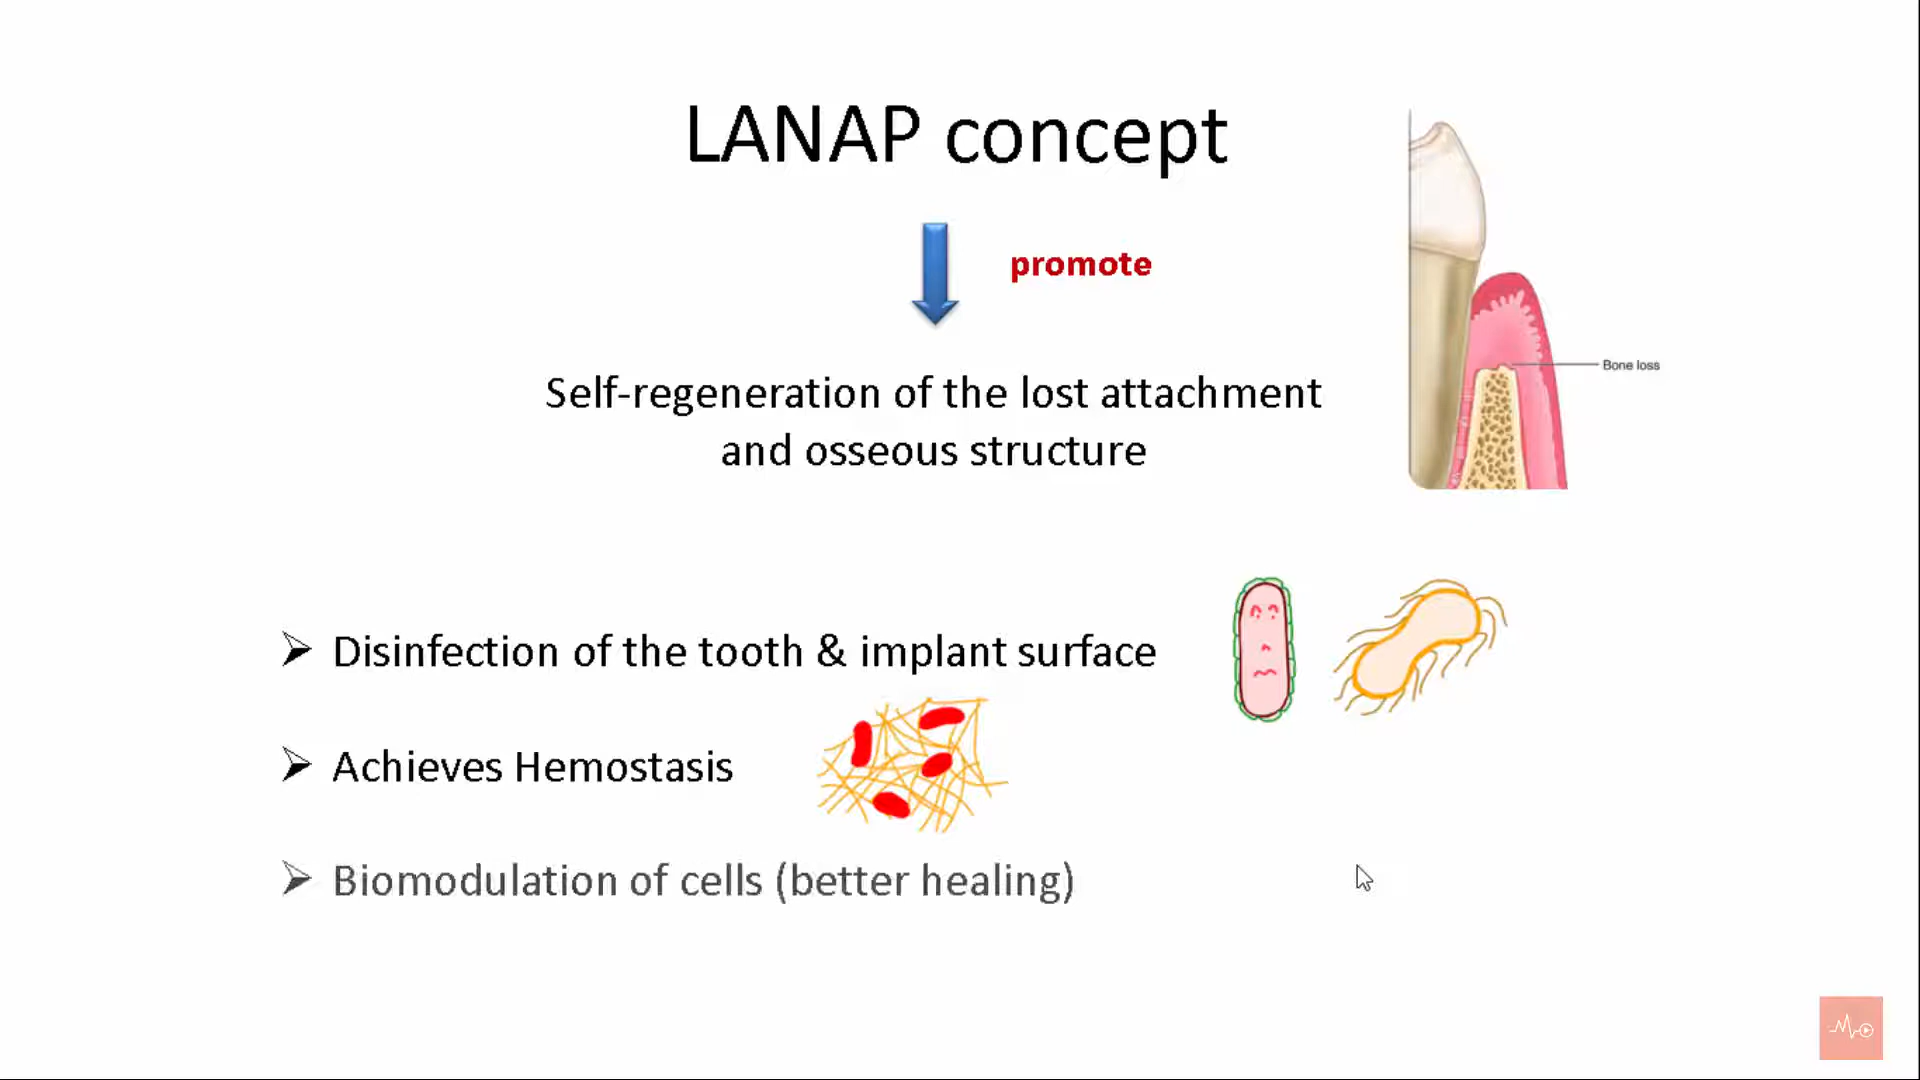 LANAP concept
promote
Bone loss
Self-regeneration of the lost attachment
and osseous structure
➢ Disinfection of the tooth & implant surface
➢ Achieves Hemostasis
➢ Biomodulation of cells (better healing)